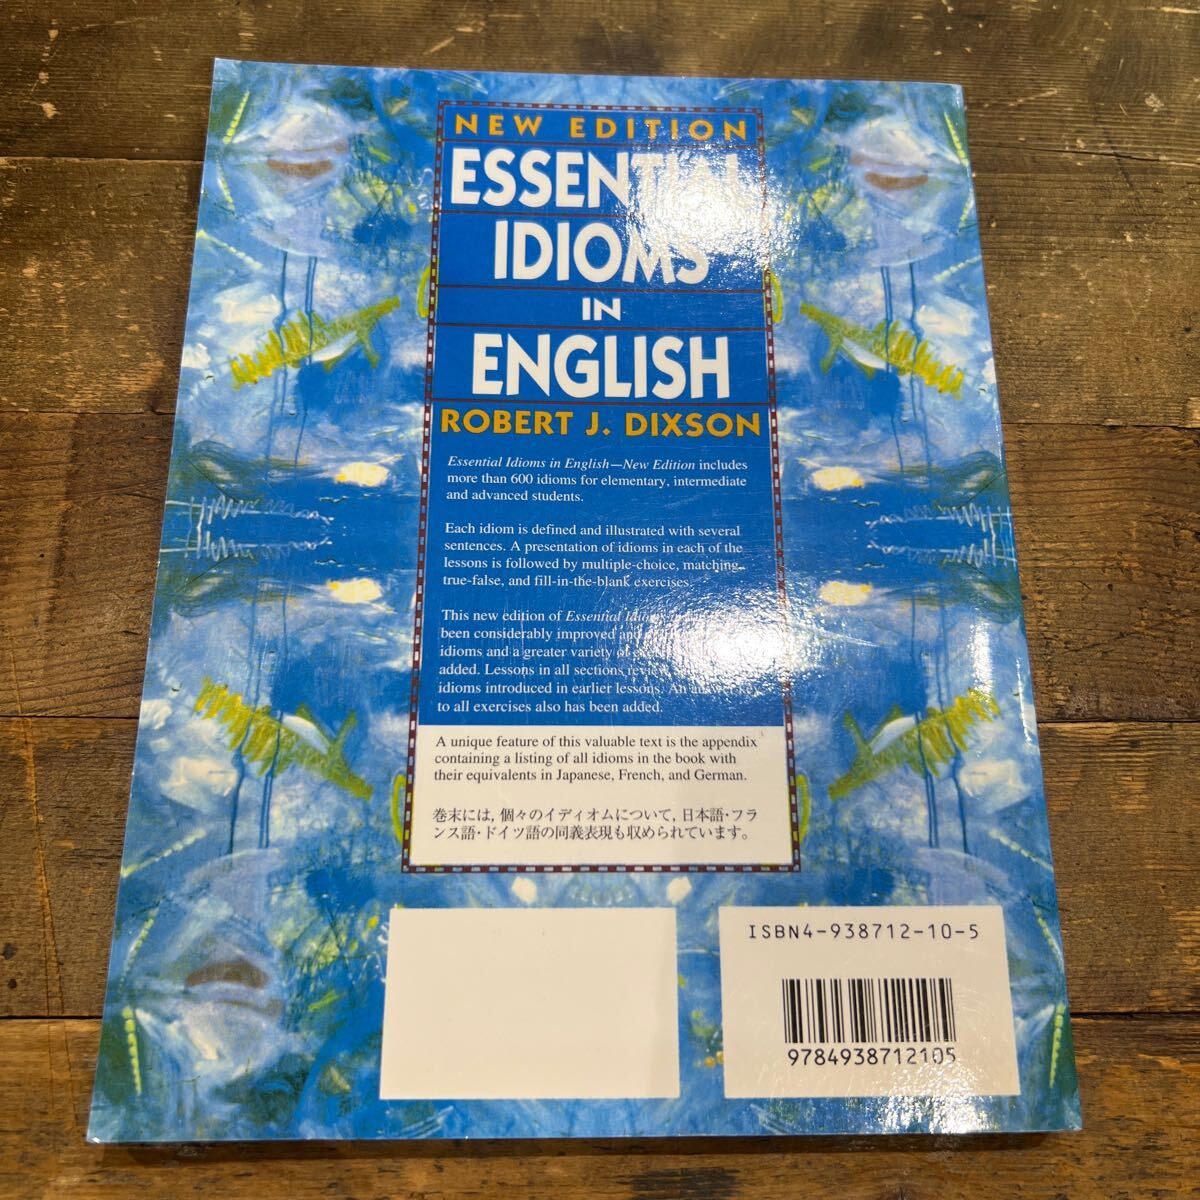 NEW EDITION
ESSENTIAL
IDIOMS
IN
ENGLISH
ROBERT J. DIXSON
Essential Idioms in English—New Edition includes
more than 600 idioms for elementary, intermediate
and advanced students.
Each idiom is defined and illustrated with several
sentences. A presentation of idioms in each of the
lessons is followed by multiple-choice, matching,
true-false, and fill-in-the-blank exercises.
This new edition of Essential Idioms
been considerably improved and
idioms and a greater variety of
added. Lessons in all sections review
idioms introduced in earlier lessons. An answer key
to all exercises also has been added.
A unique feature of this valuable text is the appendix
containing a listing of all idioms in the book with
their equivalents in Japanese, French, and German.
巻末には, 個々のイディオムについて, 日本語・フラ
ンス語・ドイツ語の同義表現も収められています。
ISBN4-938712-10-5
9784938712105